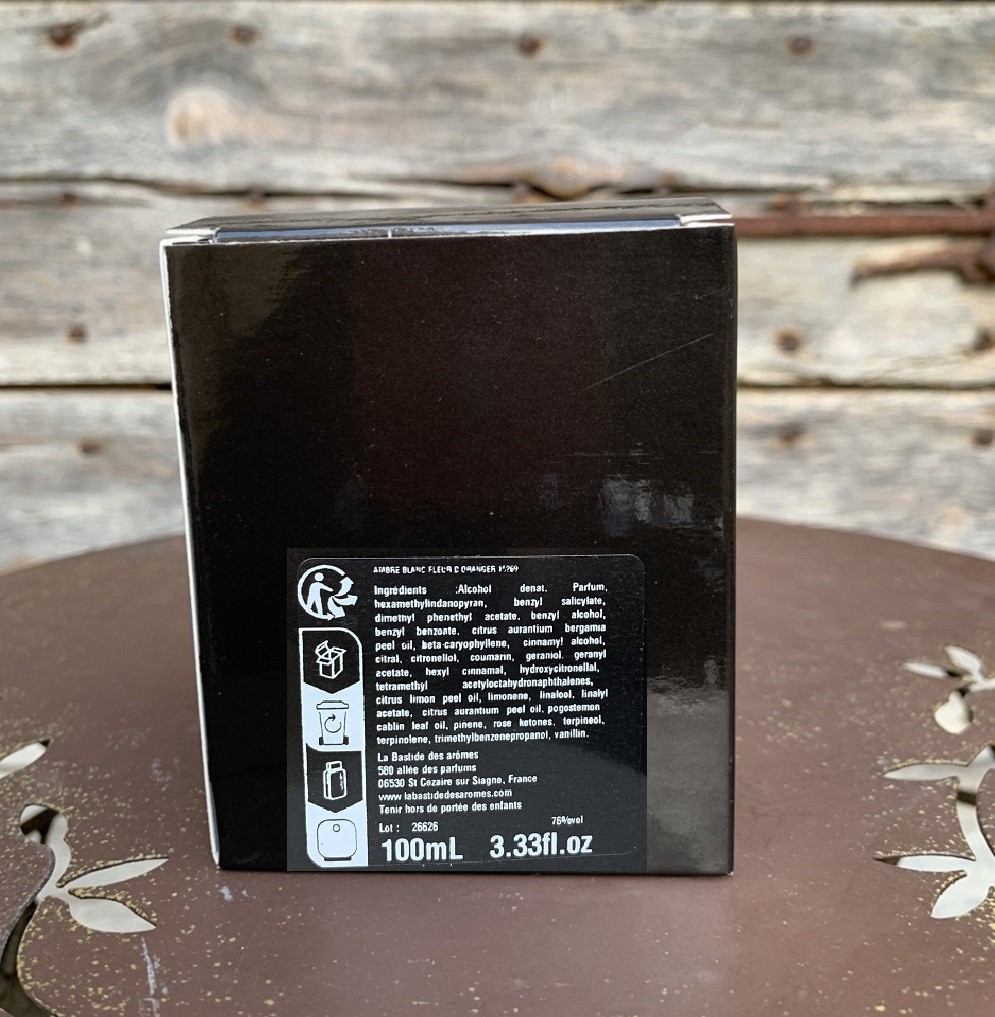 AMBRE BLANC FLEUR D ORANGER N°269
Ingrédients :Alcohol denat. Parfum,
hexamethylindanopyran, benzyl salicylate,
dimethyl phenethyl acetate, benzyl alcohol,
benzyl benzoate, citrus aurantium bergamia
peel oil, beta-caryophyllene, cinnamyl alcohol,
citral, citronellol, coumarin, geraniol, geranyl
acetate, hexyl cinnamal, hydroxycitronellal,
tetramethyl acetyloctahydronaphthalenes,
citrus limon peel oil, limonene, linalool, linalyl
acetate, citrus aurantium peel oil, pogostemon
cablin leaf oil, pinene, rose ketones, terpineol,
terpinolene, trimethylbenzenepropanol, vanillin.
La Bastide des arômes
580 allée des parfums
06530 St Cézaire sur Siagne, France
www.labastidedesaromes.com
Tenir hors de portée des enfants
Lot : 26626 76%vol
100mL 3.33fl.oz